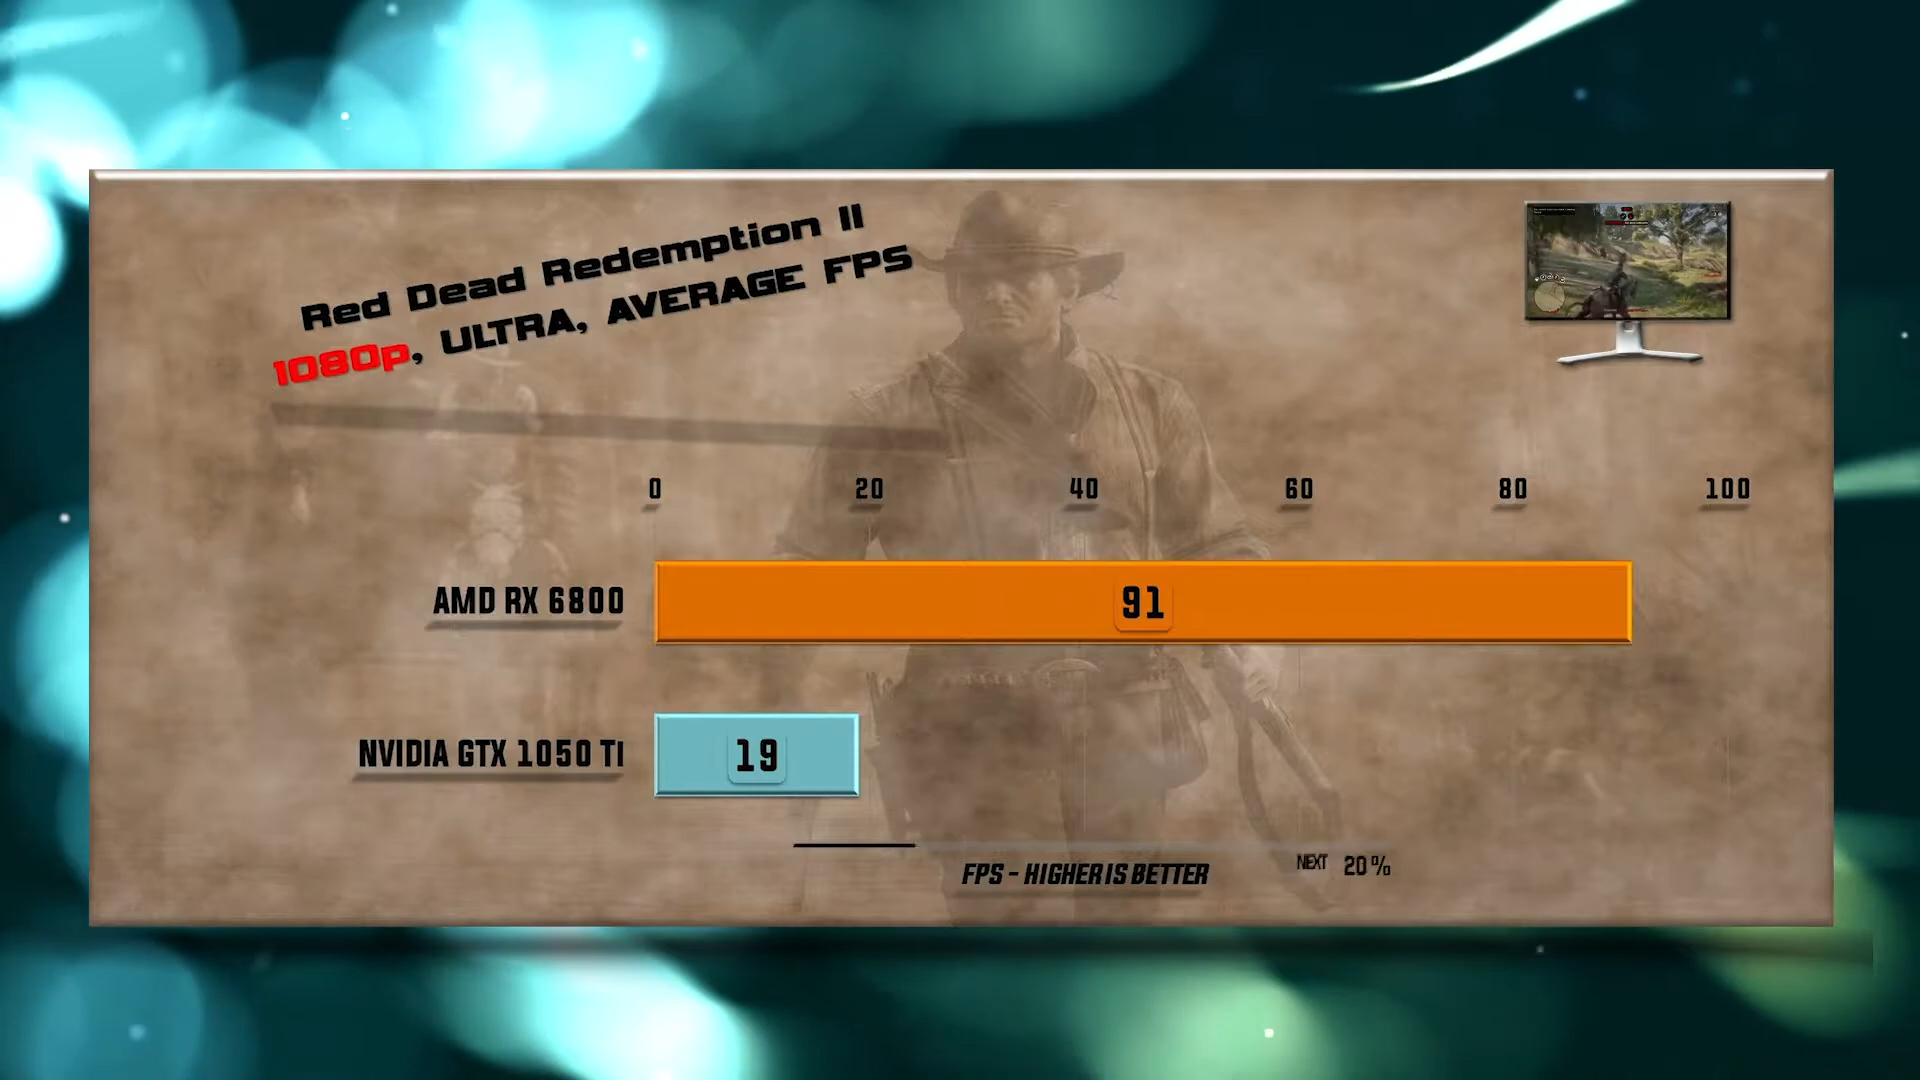 Red Dead Redemption II
1080p, ULTRA, AVERAGE FPS
0 20 40 60 80 100
AMD RX 6800 91
NVIDIA GTX 1050 TI 19
FPS - HIGHER IS BETTER
NEXT 20%